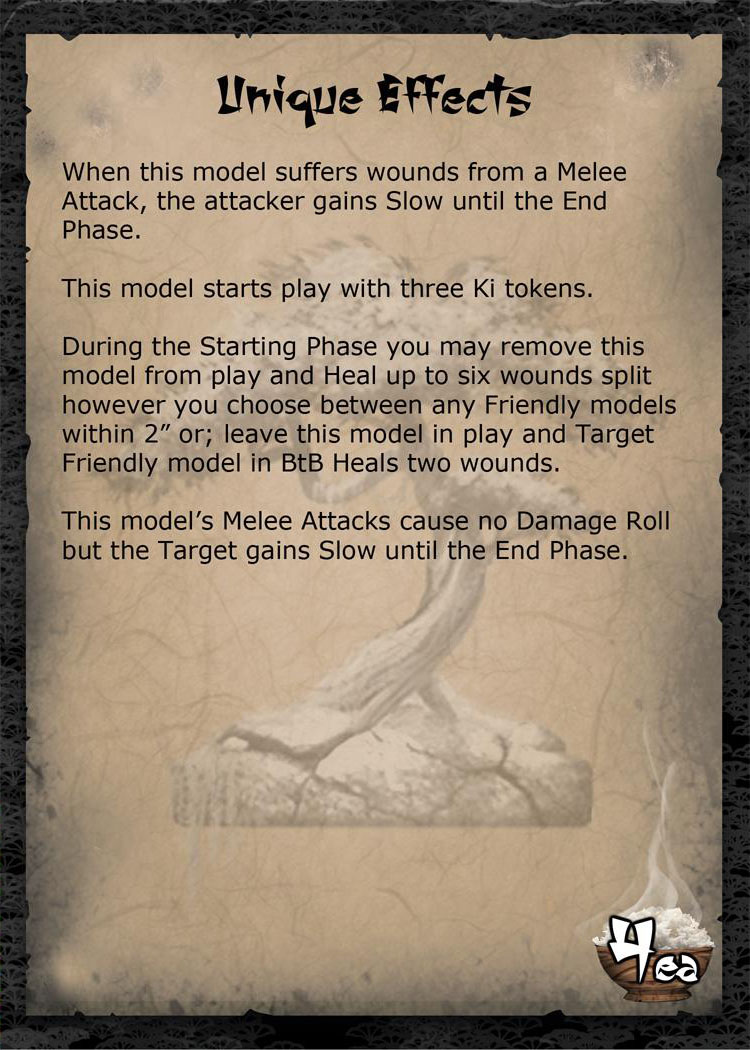 Unique Effects
When this model suffers wounds from a Melee
Attack, the attacker gains Slow until the End
Phase.
This model starts play with three Ki tokens.
During the Starting Phase you may remove this
model from play and Heal up to six wounds split
however you choose between any Friendly models
within 2” or; leave this model in play and Target
Friendly model in BtB Heals two wounds.
This model’s Melee Attacks cause no Damage Roll
but the Target gains Slow until the End Phase.
4ea